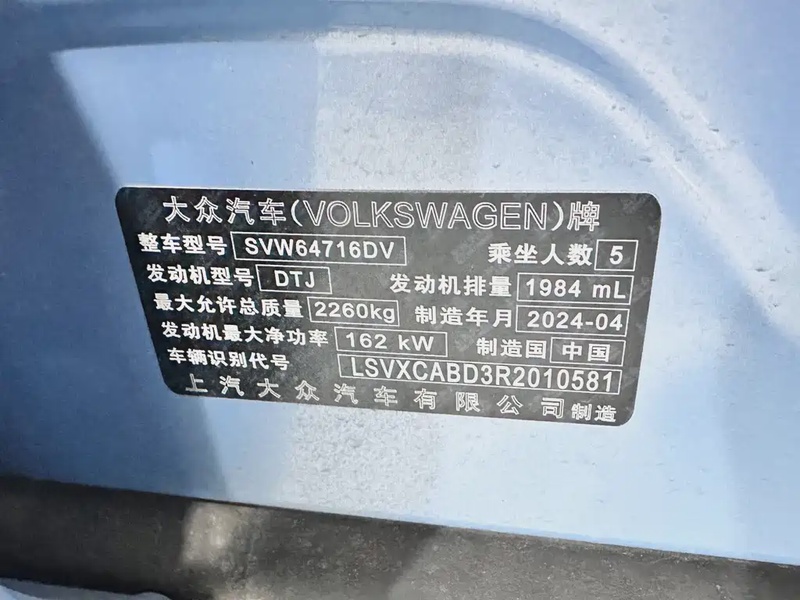 大众汽车(VOLKSWAGEN)牌
整车型号 SVW64716DV 乘坐人数 5
发动机型号 DTJ 发动机排量 1984 mL
最大允许总质量 2260kg 制造年月 2024-04
发动机最大净功率 162 kW 制造国 中国
车辆识别代号 LSVXCABD3R2010581
上汽大众汽车有限公司制造